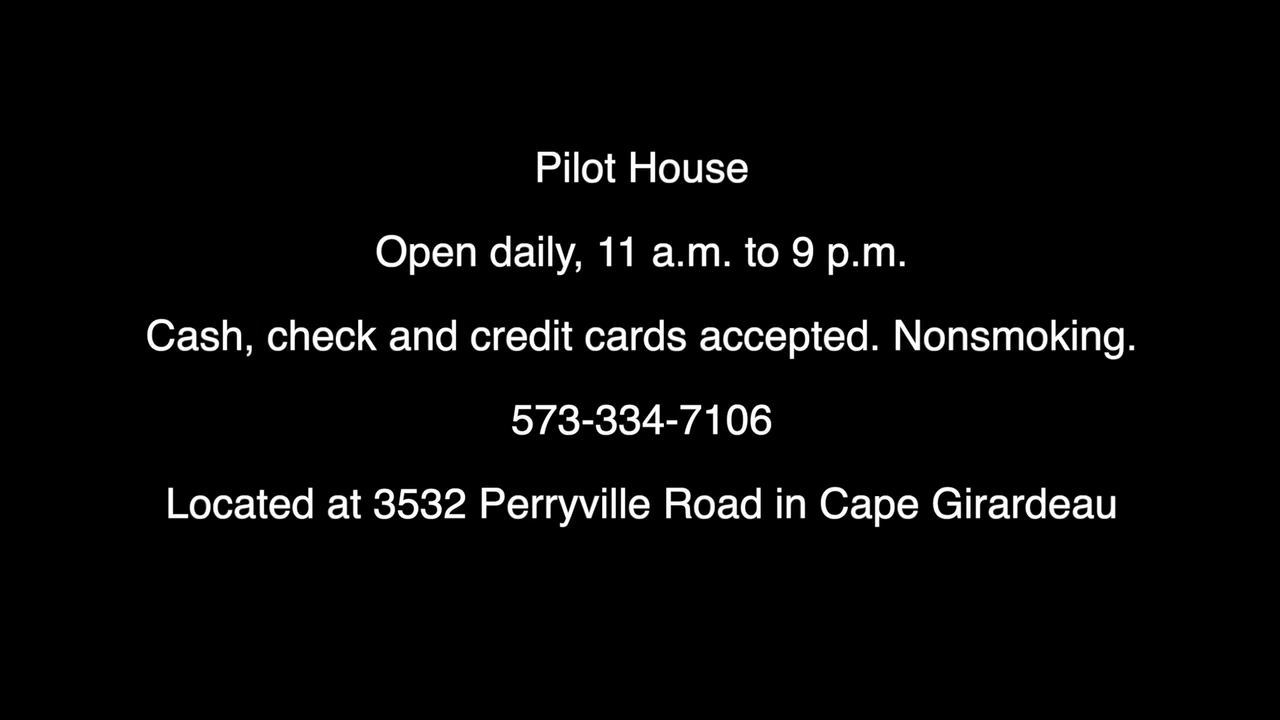 Pilot House
Open daily, 11 a.m. to 9 p.m.
Cash, check and credit cards accepted. Nonsmoking.
573-334-7106
Located at 3532 Perryville Road in Cape Girardeau